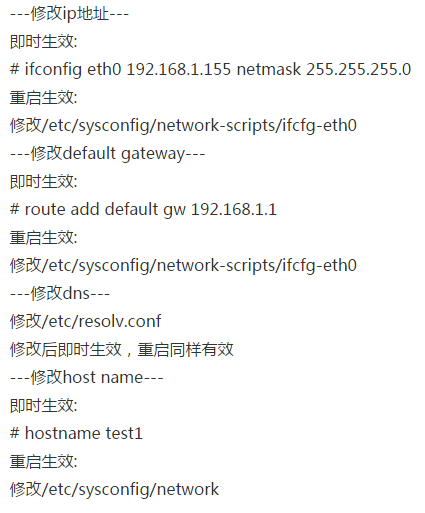 ---修改ip地址---
即时生效:
# ifconfig eth0 192.168.1.155 netmask 255.255.255.0
重启生效:
修改/etc/sysconfig/network-scripts/ifcfg-eth0
---修改default gateway---
即时生效:
# route add default gw 192.168.1.1
重启生效:
修改/etc/sysconfig/network-scripts/ifcfg-eth0
---修改dns---
修改/etc/resolv.conf
修改后即时生效，重启同样有效
---修改host name---
即时生效:
# hostname test1
重启生效:
修改/etc/sysconfig/network